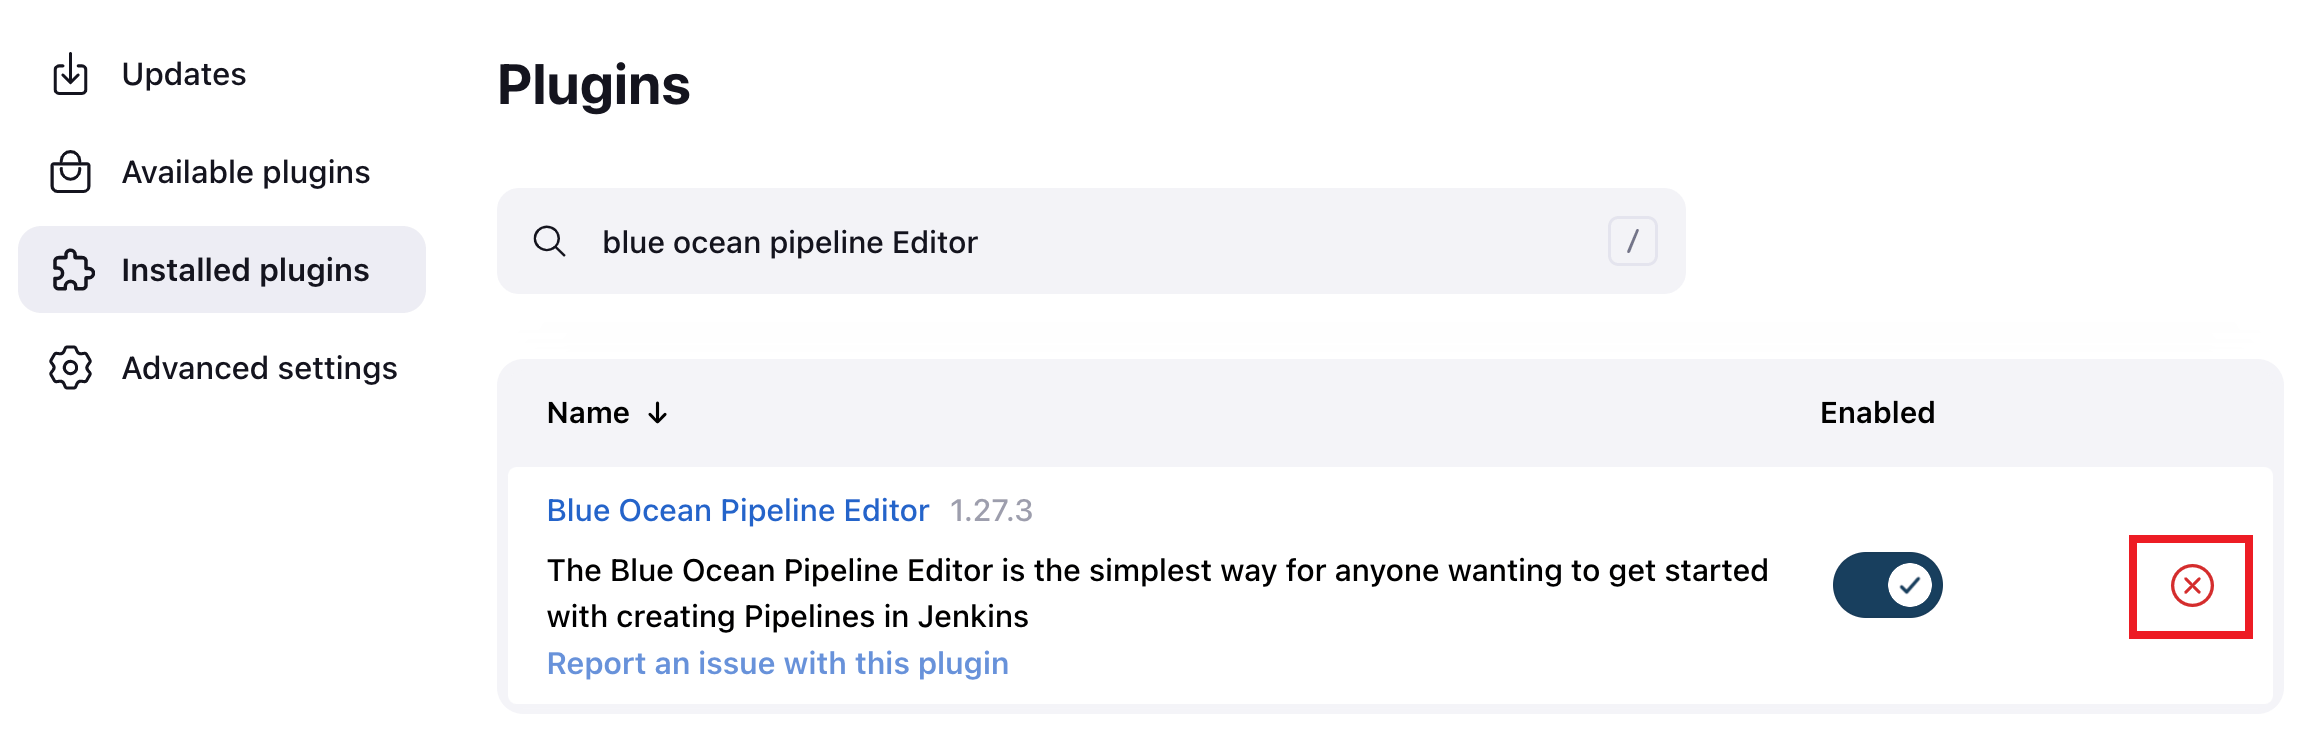 Updates
Available plugins
Installed plugins
Advanced settings
Plugins
blue ocean pipeline Editor
/
Name ↓
Enabled
Blue Ocean Pipeline Editor 1.27.3
The Blue Ocean Pipeline Editor is the simplest way for anyone wanting to get started
with creating Pipelines in Jenkins
Report an issue with this plugin